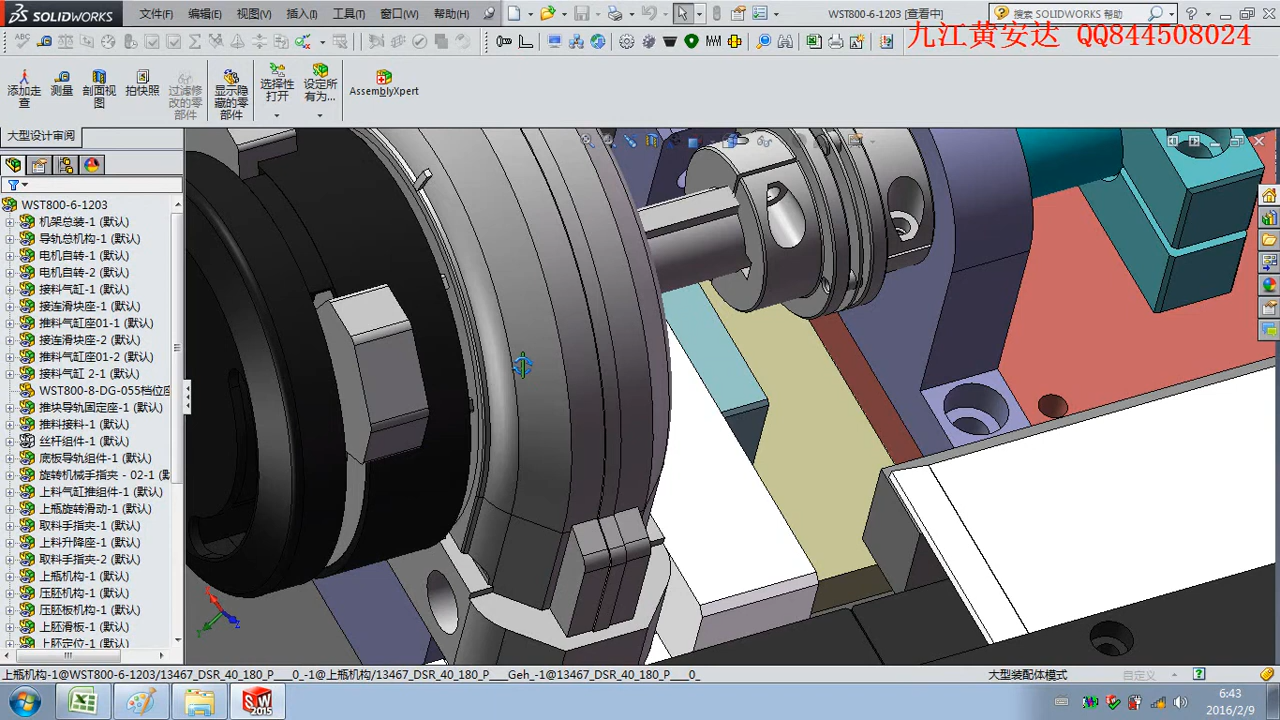 SOLIDWORKS 文件(F) 编辑(E) 视图(V) 插入(I) 工具(T) 窗口(W) 帮助(H) WST800-6-1203 [查看中] 搜索 SOLIDWORKS 帮助
九江黄安达 QQ844508024
添加走查 测量 剖面视图 拍快照 过滤修改的零部件 显示隐藏的零部件 选择性打开 设定所有为... AssemblyXpert
大型设计审阅
WST800-6-1203
机架总装-1 (默认)
导轨总机构-1 (默认)
电机自转-1 (默认)
电机自转-2 (默认)
接料气缸-1 (默认)
接连滑块座-1 (默认)
推料气缸座01-1 (默认)
接连滑块座-2 (默认)
推料气缸座01-2 (默认)
接料气缸 2-1 (默认)
WST800-8-DG-055档位座
推块导轨固定座-1 (默认)
推料接料-1 (默认)
丝杆组件-1 (默认)
底板导轨组件-1 (默认)
旋转机械手指夹 - 02-1 (默
上料气缸推组件-1 (默认)
上瓶旋转滑动-1 (默认)
取料手指夹-1 (默认)
上料升降座-1 (默认)
取料手指夹-2 (默认)
上瓶机构-1 (默认)
压胚机构-1 (默认)
压胚板机构-1 (默认)
上胚滑板-1 (默认)
上胚定位-1 (默认)
上瓶机构-1@WST800-6-1203/13467_DSR_40_180_P___0_-1@上瓶机构/13467_DSR_40_180_P___Geh_-1@13467_DSR_40_180_P___0_ 大型装配体模式 自定义
SW 2015
6:43
2016/2/9